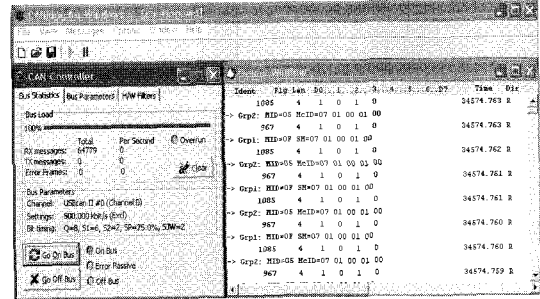 File View Messages Options Window Help
CAN Controller
Bus Statistics Bus Parameters H/W Filters
Bus Load
100%
Total Per Second Overrun
RX messages: 64779 0
TX messages: 0 0
Error Frames: 0 0
Clear
Bus Parameters
Channel: USBcan II #0 (Channel 0)
Settings: 500.000 kbit/s (Excl)
Bit timing: Q=8, S1=6, S2=2, SP=75.0%, SJW=2
Go On Bus On Bus
Error Passive
Go Off Bus Off Bus
Ident Flg Len D0...1...2...3...4...5...6..D7 Time Dir
1085 4 1 0 1 0 34574.763 R
-> Grp2: MID=05 McID=07 01 00 01 00
967 4 1 0 1 0 34574.763 R
-> Grp1: MID=0F SM=07 01 00 01 00
1085 4 1 0 1 0 34574.762 R
-> Grp2: MID=05 McID=07 01 00 01 00
967 4 1 0 1 0 34574.761 R
-> Grp1: MID=0F SM=07 01 00 01 00
1085 4 1 0 1 0 34574.761 R
-> Grp2: MID=05 McID=07 01 00 01 00
967 4 1 0 1 0 34574.760 R
-> Grp1: MID=0F SM=07 01 00 01 00
1085 4 1 0 1 0 34574.760 R
-> Grp2: MID=05 McID=07 01 00 01 00
967 4 1 0 1 0 34574.759 R